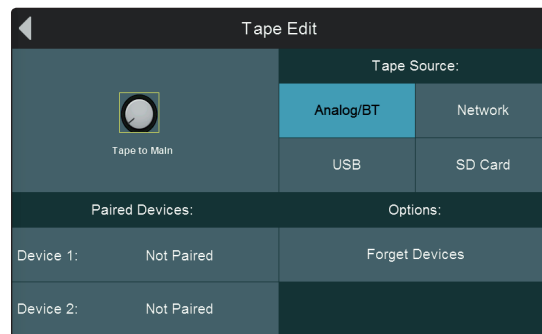 Tape Edit
Tape Source:
Analog/BT
Network
Tape to Main
USB
SD Card
Paired Devices:
Options:
Device 1:
Not Paired
Forget Devices
Device 2:
Not Paired